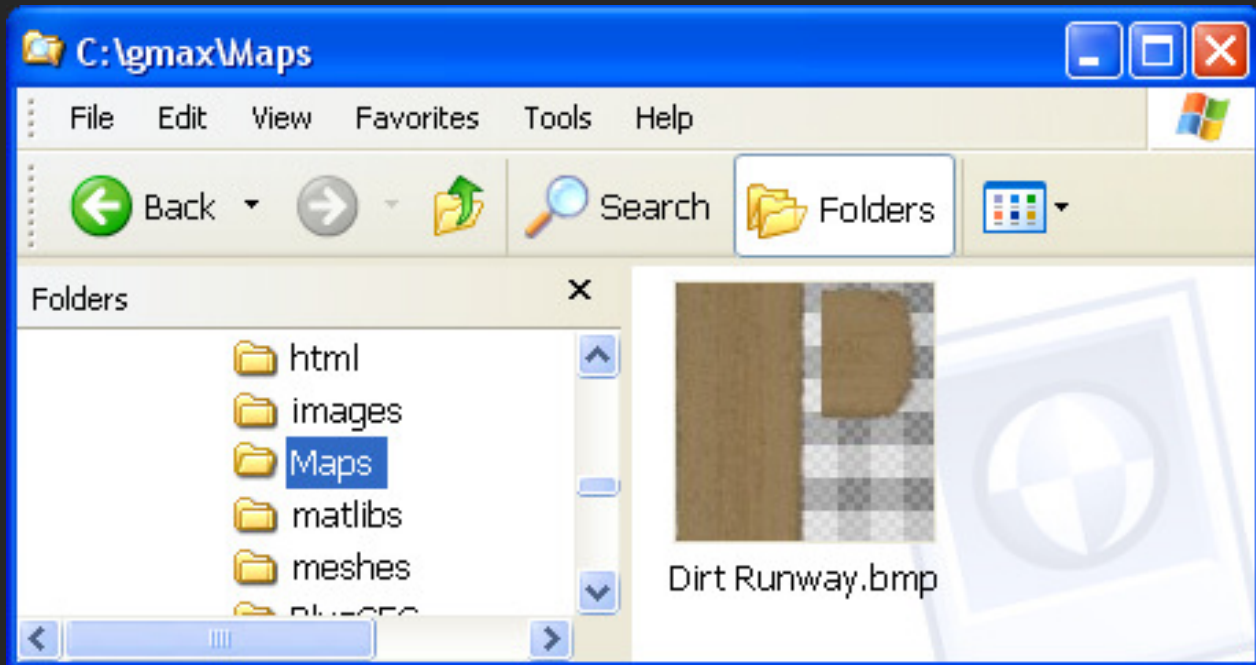 C:\gmax\Maps
File Edit View Favorites Tools Help
Back Search Folders
Folders
html
images
Maps
matlibs
meshes
Dirt Runway.bmp